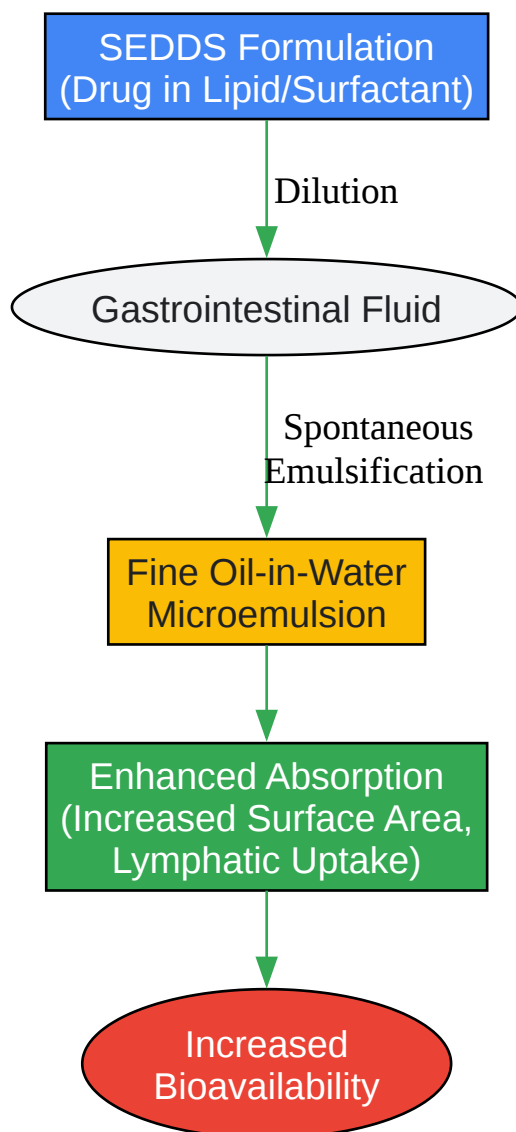 SEDDS Formulation
(Drug in Lipid/Surfactant)
Dilution
Gastrointestinal Fluid
Spontaneous
Emulsification
Fine Oil-in-Water
Microemulsion
Enhanced Absorption
(Increased Surface Area,
Lymphatic Uptake)
Increased
Bioavailability